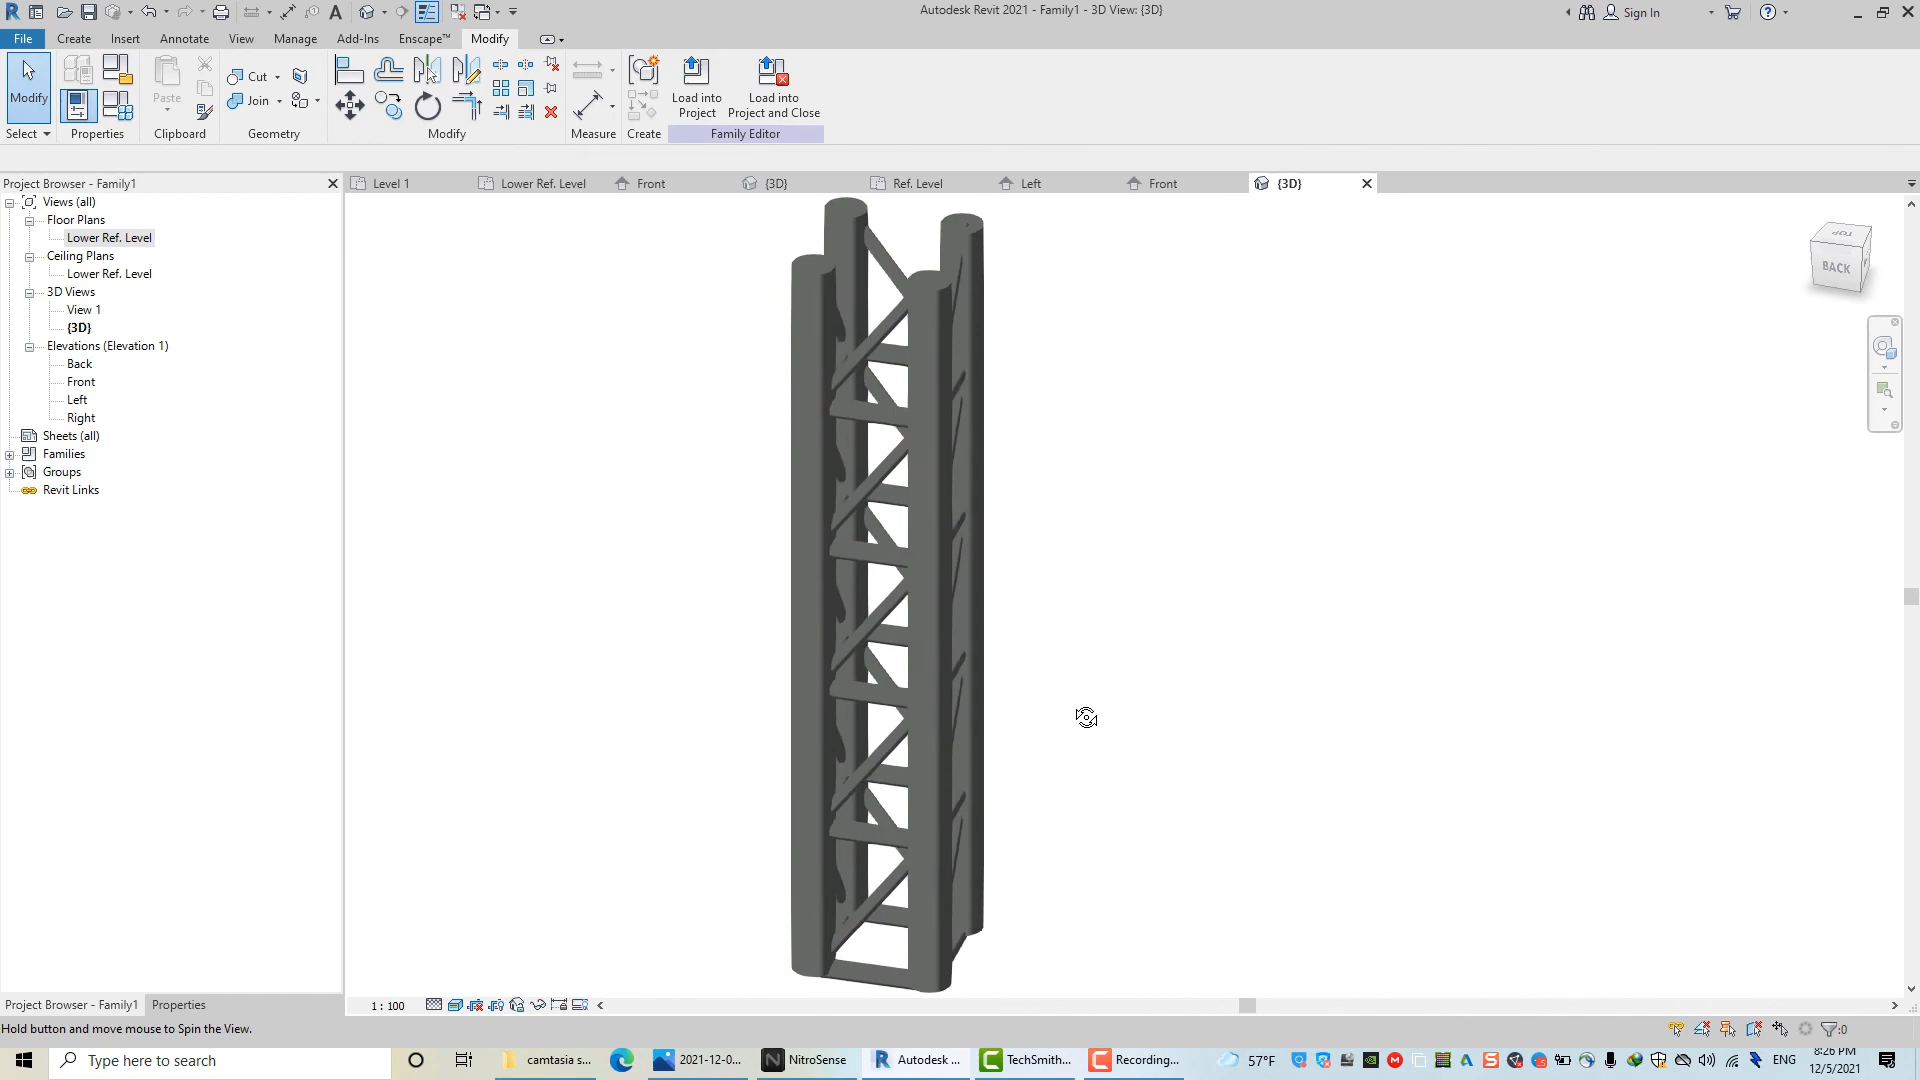 Autodesk Revit 2021 - Family1 - 3D View: {3D}
Sign In
File Create Insert Annotate View Manage Add-Ins Enscape™ Modify
Modify
Paste
Cut
Join
Load into
Project
Load into
Project and Close
Select Properties Clipboard Geometry Modify Measure Create Family Editor
Project Browser - Family1
Level 1 Lower Ref. Level Front {3D} Ref. Level Left Front {3D}
Views (all)
Floor Plans
Lower Ref. Level
Ceiling Plans
Lower Ref. Level
3D Views
View 1
{3D}
Elevations (Elevation 1)
Back
Front
Left
Right
Sheets (all)
Families
Groups
Revit Links
TOP
BACK
Project Browser - Family1 Properties
1 : 100
Hold button and move mouse to Spin the View.
:0
Type here to search
camtasia s...
2021-12-0...
NitroSense
Autodesk ...
TechSmith...
Recording...
57°F
ENG
8:26 PM
12/5/2021